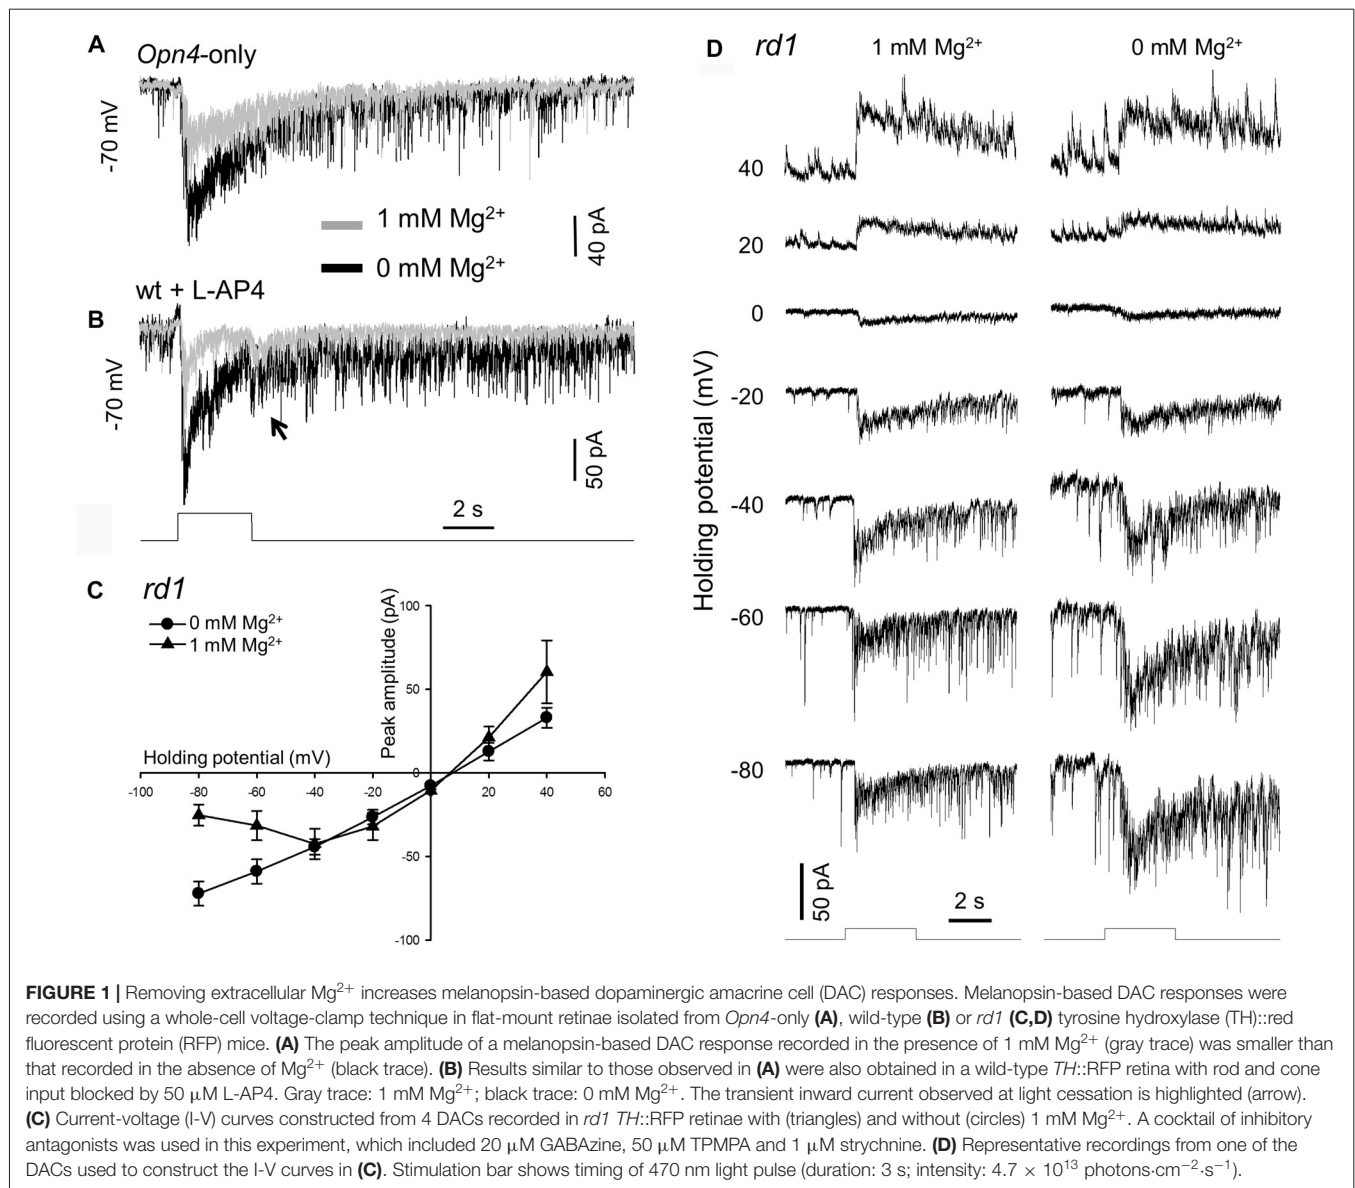 A
Opn4-only
-70 mV
1 mM Mg²⁺
0 mM Mg²⁺
40 pA
wt + L-AP4
B
-70 mV
50 pA
2 s
C
rd1
0 mM Mg²⁺
1 mM Mg²⁺
Peak amplitude (pA)
100
50
0
-50
-100
Holding potential (mV)
-100 -80 -60 -40 -20 0 20 40 60
D
rd1
1 mM Mg²⁺ 0 mM Mg²⁺
Holding potential (mV)
40
20
0
-20
-40
-60
-80
50 pA
2 s
FIGURE 1 | Removing extracellular Mg²⁺ increases melanopsin-based dopaminergic amacrine cell (DAC) responses. Melanopsin-based DAC responses were
recorded using a whole-cell voltage-clamp technique in flat-mount retinae isolated from Opn4-only (A), wild-type (B) or rd1 (C,D) tyrosine hydroxylase (TH)::red
fluorescent protein (RFP) mice. (A) The peak amplitude of a melanopsin-based DAC response recorded in the presence of 1 mM Mg²⁺ (gray trace) was smaller than
that recorded in the absence of Mg²⁺ (black trace). (B) Results similar to those observed in (A) were also obtained in a wild-type TH::RFP retina with rod and cone
input blocked by 50 μM L-AP4. Gray trace: 1 mM Mg²⁺; black trace: 0 mM Mg²⁺. The transient inward current observed at light cessation is highlighted (arrow).
(C) Current-voltage (I-V) curves constructed from 4 DACs recorded in rd1 TH::RFP retinae with (triangles) and without (circles) 1 mM Mg²⁺. A cocktail of inhibitory
antagonists was used in this experiment, which included 20 μM GABAzine, 50 μM TPMPA and 1 μM strychnine. (D) Representative recordings from one of the
DACs used to construct the I-V curves in (C). Stimulation bar shows timing of 470 nm light pulse (duration: 3 s; intensity: 4.7 × 10¹³ photons·cm⁻²·s⁻¹).